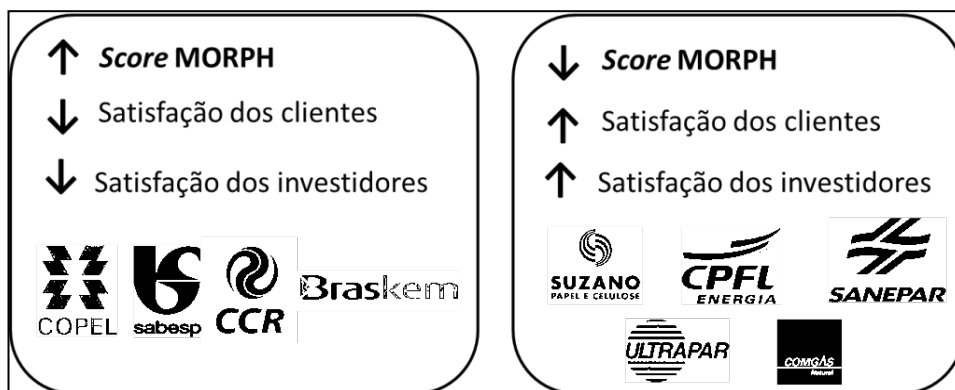 Score MORPH
Satisfação dos clientes
Satisfação dos investidores
COPEL
sabesp
CCR
Braskem
Score MORPH
Satisfação dos clientes
Satisfação dos investidores
SUZANO
PAPEL E CELULOSE
CPFL
ENERGIA
SANEPAR
ULTRAPAR
COMGÁS
Natural